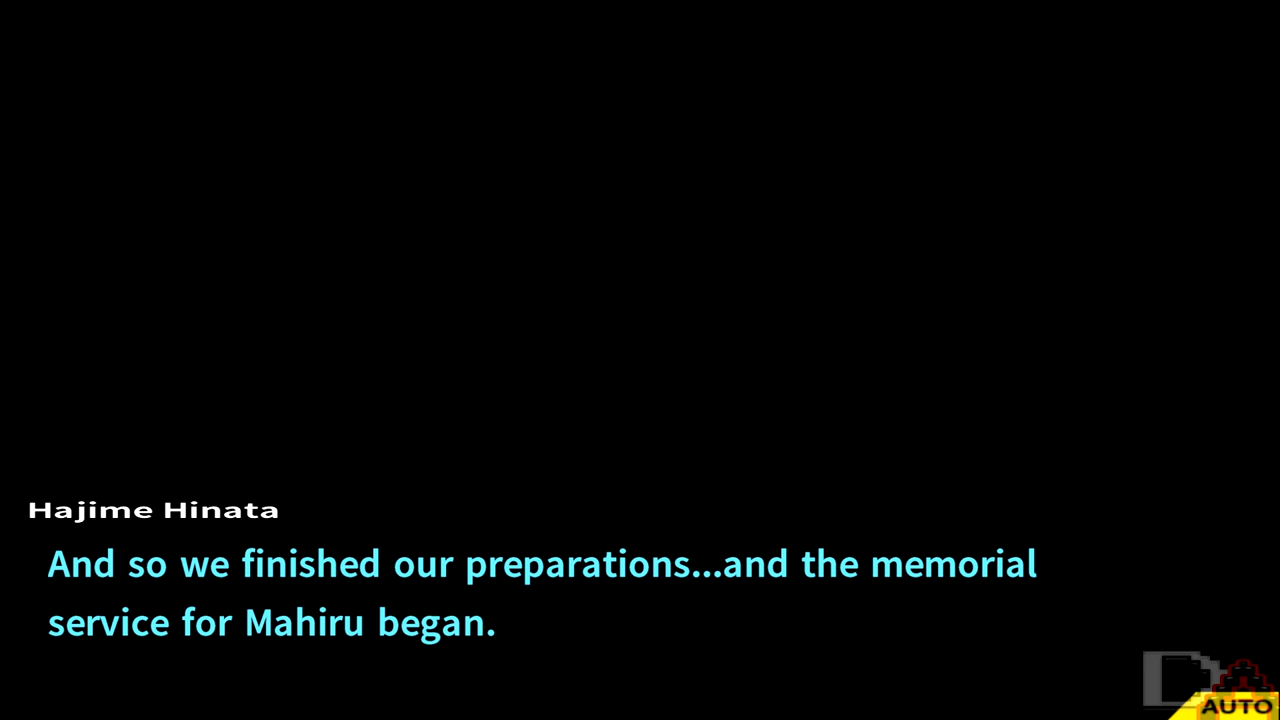 Hajime Hinata
And so we finished our preparations...and the memorial
service for Mahiru began.
AUTO